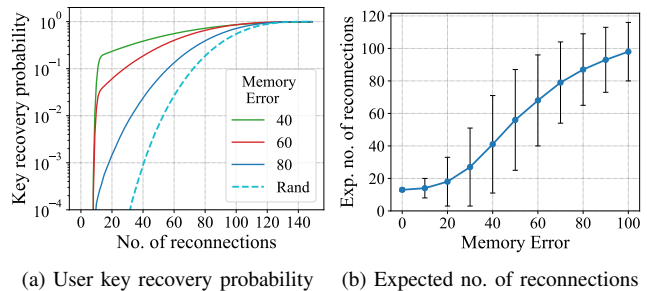 Key recovery probability
10⁰
10⁻¹
10⁻²
10⁻³
10⁻⁴
Memory
Error
40
60
80
Rand
0 20 40 60 80 100 120 140
No. of reconnections
(a) User key recovery probability
Exp. no. of reconnections
120
100
80
60
40
20
0
0 20 40 60 80 100
Memory Error
(b) Expected no. of reconnections